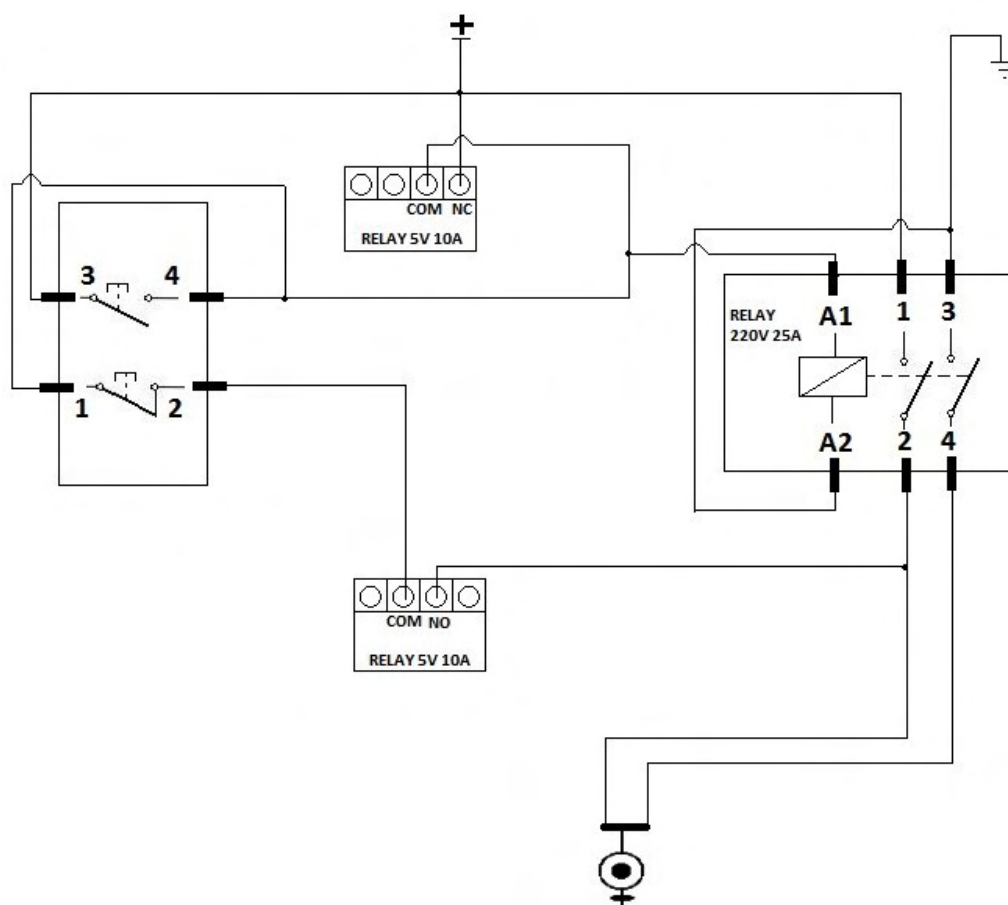 +
COM NC
RELAY 5V 10A
3 4
1 2
RELAY
220V 25A
A1 1 3
A2 2 4
COM NO
RELAY 5V 10A